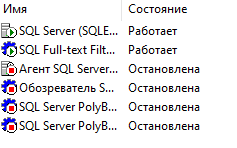 Имя Состояние
SQL Server (SQLE... Работает
SQL Full-text Filt... Работает
Агент SQL Server... Остановлена
Обозреватель S... Остановлена
SQL Server PolyB... Остановлена
SQL Server PolyB... Остановлена